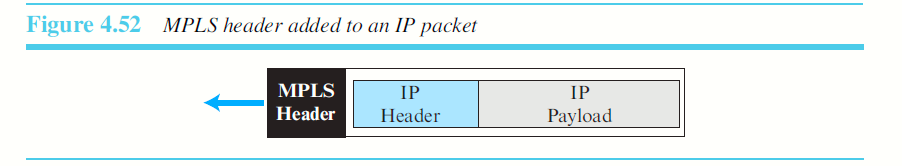 Figure 4.52 MPLS header added to an IP packet
MPLS
Header
IP
Header
IP
Payload